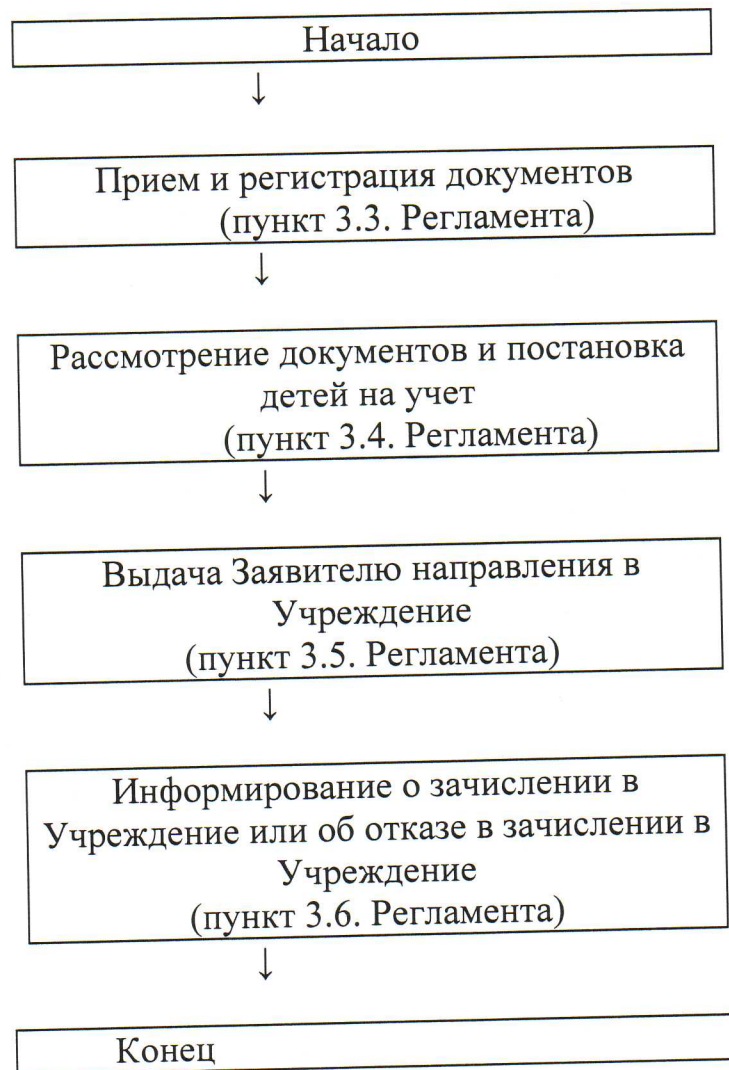 Начало
↓
Прием и регистрация документов
(пункт 3.3. Регламента)
↓
Рассмотрение документов и постановка
детей на учет
(пункт 3.4. Регламента)
↓
Выдача Заявителю направления в
Учреждение
(пункт 3.5. Регламента)
↓
Информирование о зачислении в
Учреждение или об отказе в зачислении в
Учреждение
(пункт 3.6. Регламента)
↓
Конец